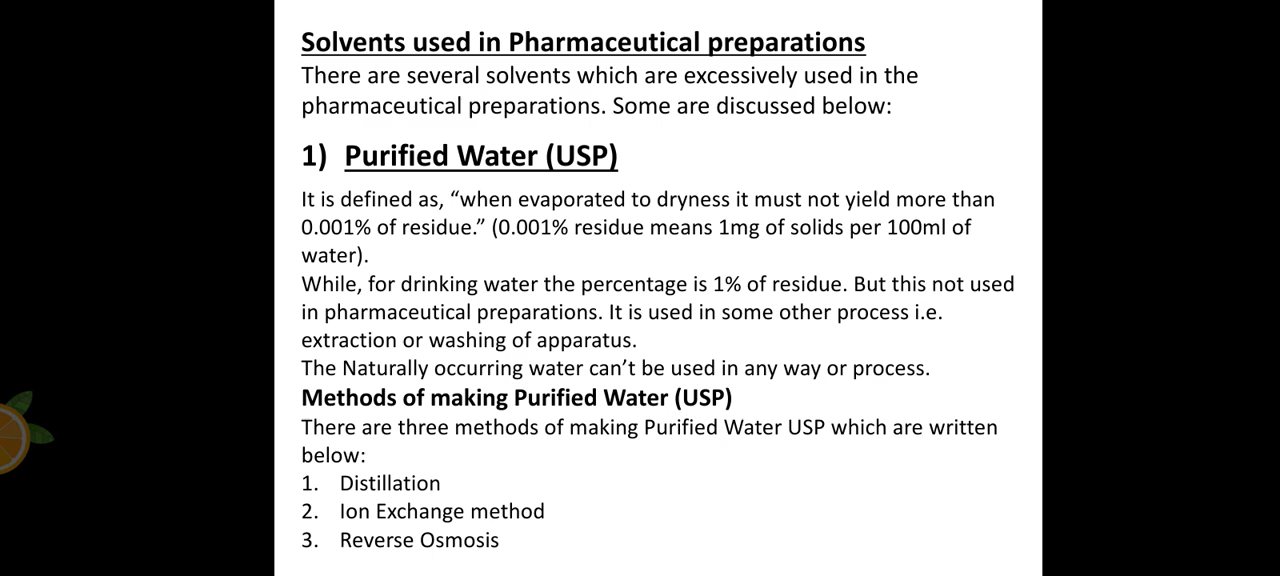 Solvents used in Pharmaceutical preparations
There are several solvents which are excessively used in the
pharmaceutical preparations. Some are discussed below:
1) Purified Water (USP)
It is defined as, “when evaporated to dryness it must not yield more than
0.001% of residue.” (0.001% residue means 1mg of solids per 100ml of
water).
While, for drinking water the percentage is 1% of residue. But this not used
in pharmaceutical preparations. It is used in some other process i.e.
extraction or washing of apparatus.
The Naturally occurring water can’t be used in any way or process.
Methods of making Purified Water (USP)
There are three methods of making Purified Water USP which are written
below:
1. Distillation
2. Ion Exchange method
3. Reverse Osmosis